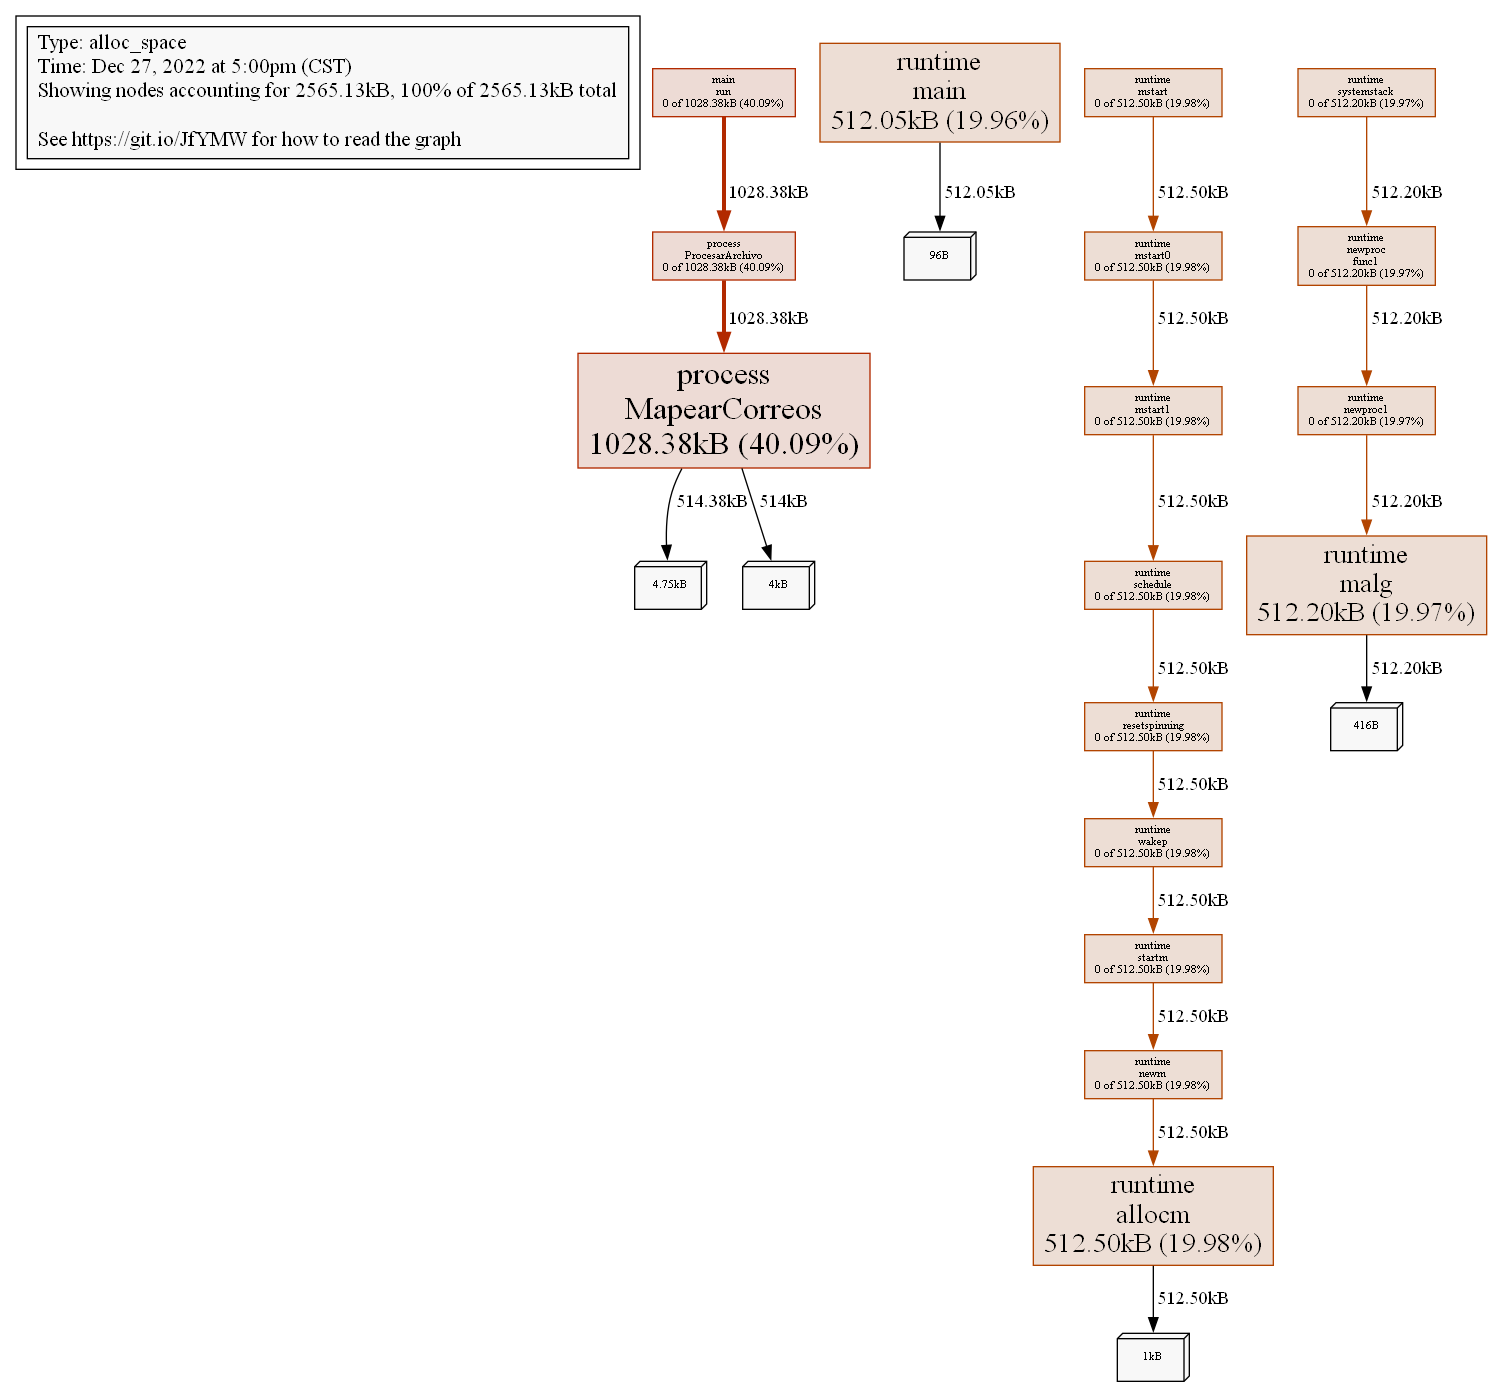 Type: alloc_space
Time: Dec 27, 2022 at 5:00pm (CST)
Showing nodes accounting for 2565.13kB, 100% of 2565.13kB total
See https://git.io/JfYMW for how to read the graph
main
run
0 of 1028.38kB (40.09%)
1028.38kB
process
ProcesarArchivo
0 of 1028.38kB (40.09%)
1028.38kB
process
MapearCorreos
1028.38kB (40.09%)
514.38kB
514kB
4.75kB
4kB
runtime
main
512.05kB (19.96%)
512.05kB
96B
runtime
mstart
0 of 512.50kB (19.98%)
512.50kB
runtime
mstart0
0 of 512.50kB (19.98%)
512.50kB
runtime
mstart1
0 of 512.50kB (19.98%)
512.50kB
runtime
schedule
0 of 512.50kB (19.98%)
512.50kB
runtime
resetspinning
0 of 512.50kB (19.98%)
512.50kB
runtime
wakep
0 of 512.50kB (19.98%)
512.50kB
runtime
startm
0 of 512.50kB (19.98%)
512.50kB
runtime
newm
0 of 512.50kB (19.98%)
512.50kB
runtime
allocm
512.50kB (19.98%)
512.50kB
1kB
runtime
systemstack
0 of 512.20kB (19.97%)
512.20kB
runtime
newproc
func1
0 of 512.20kB (19.97%)
512.20kB
runtime
newproc1
0 of 512.20kB (19.97%)
512.20kB
runtime
malg
512.20kB (19.97%)
512.20kB
416B